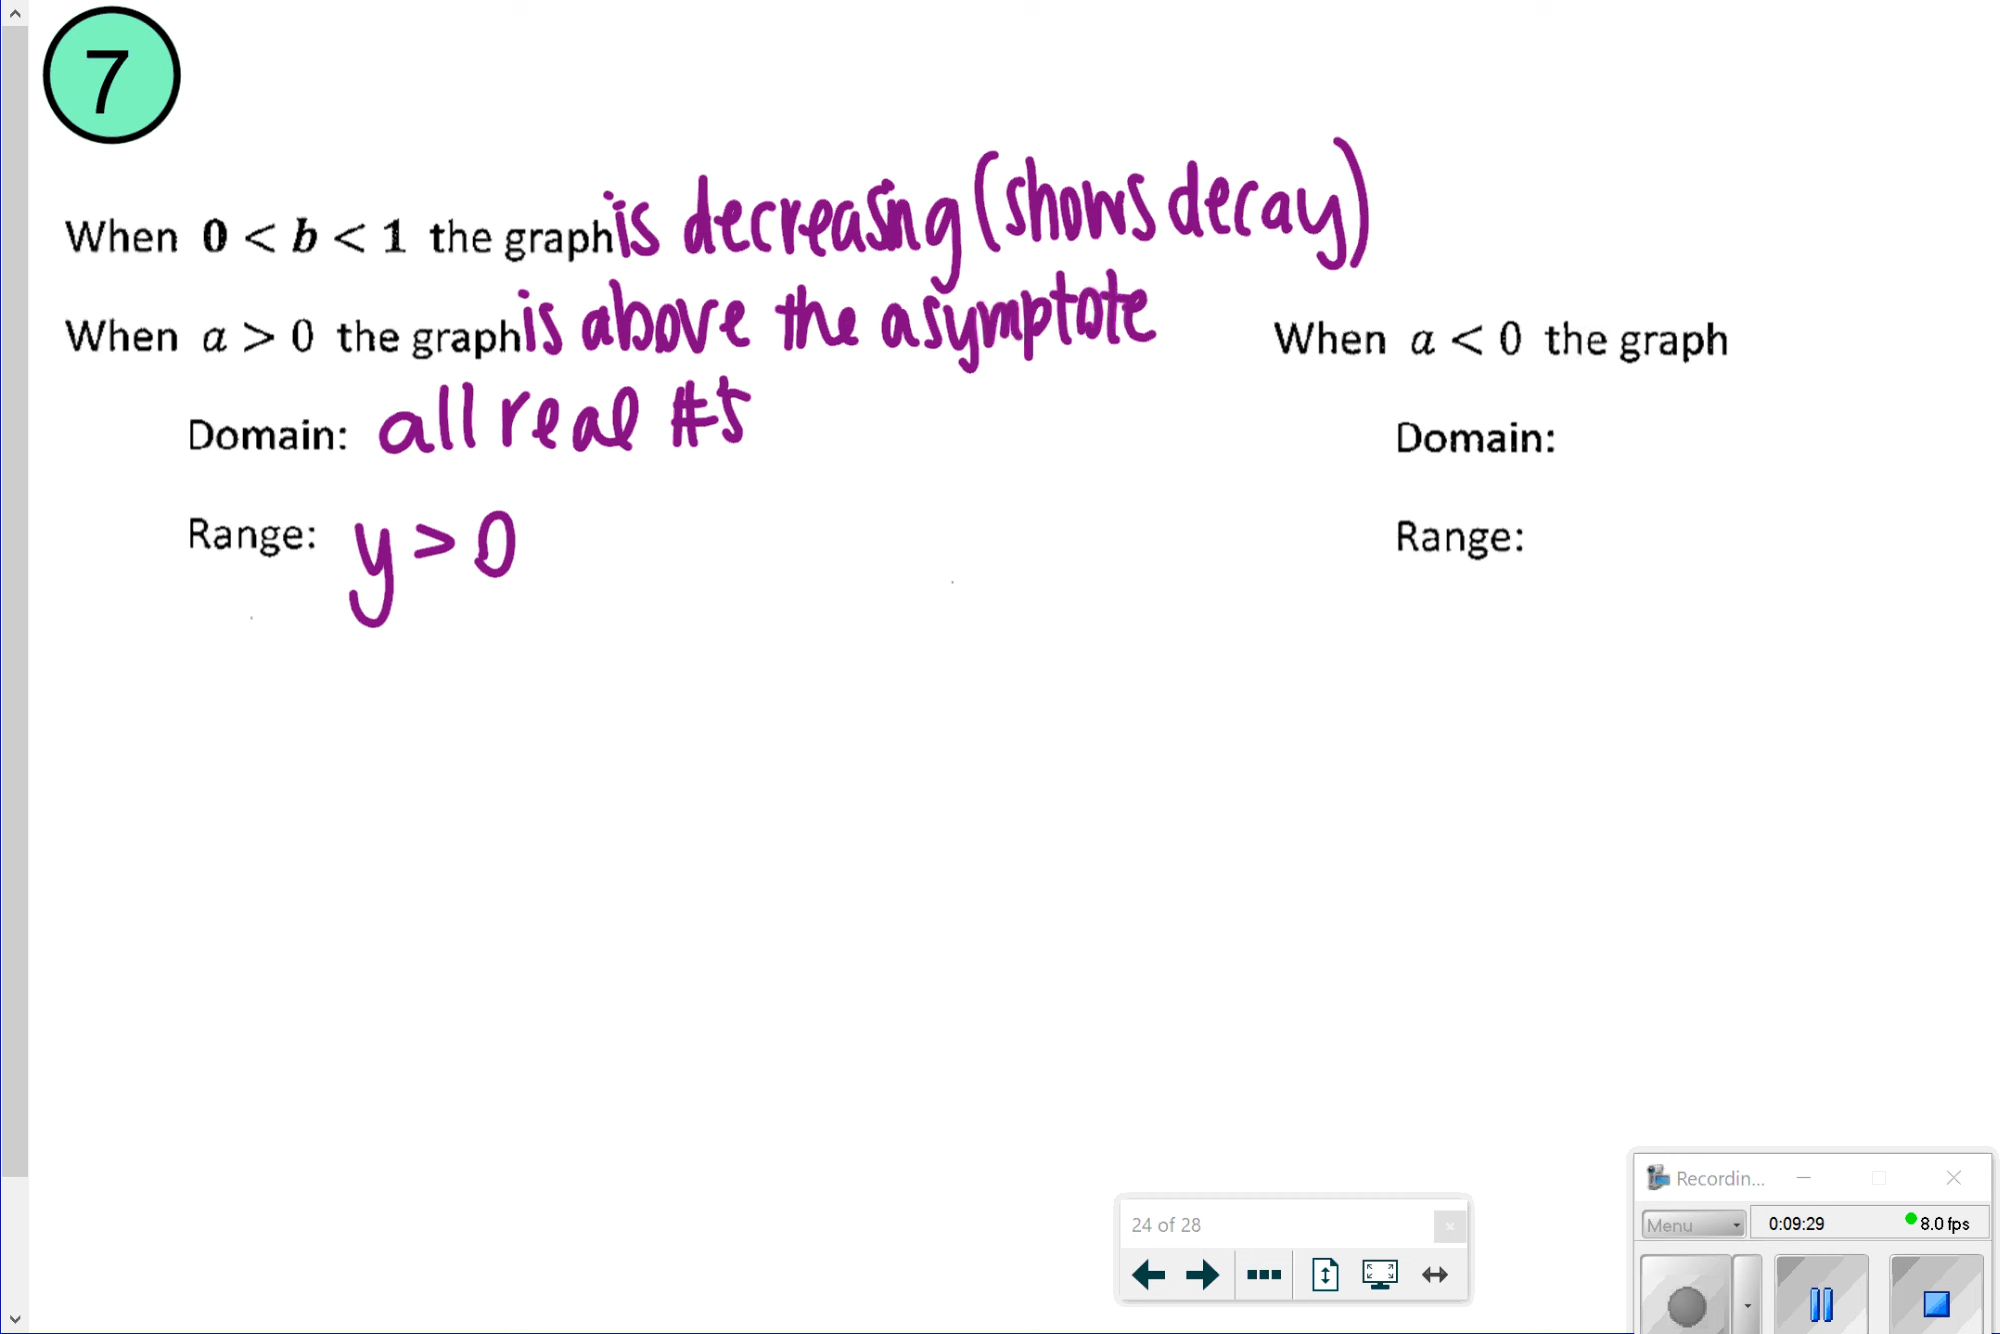 7
When 0 < b < 1 the graph is decreasing (shows decay)
When a > 0 the graph is above the asymptote
When a < 0 the graph
Domain: all real #'s
Domain:
Range: y > 0
Range:
Recordin...
Menu 0:09:29 8.0 fps
24 of 28